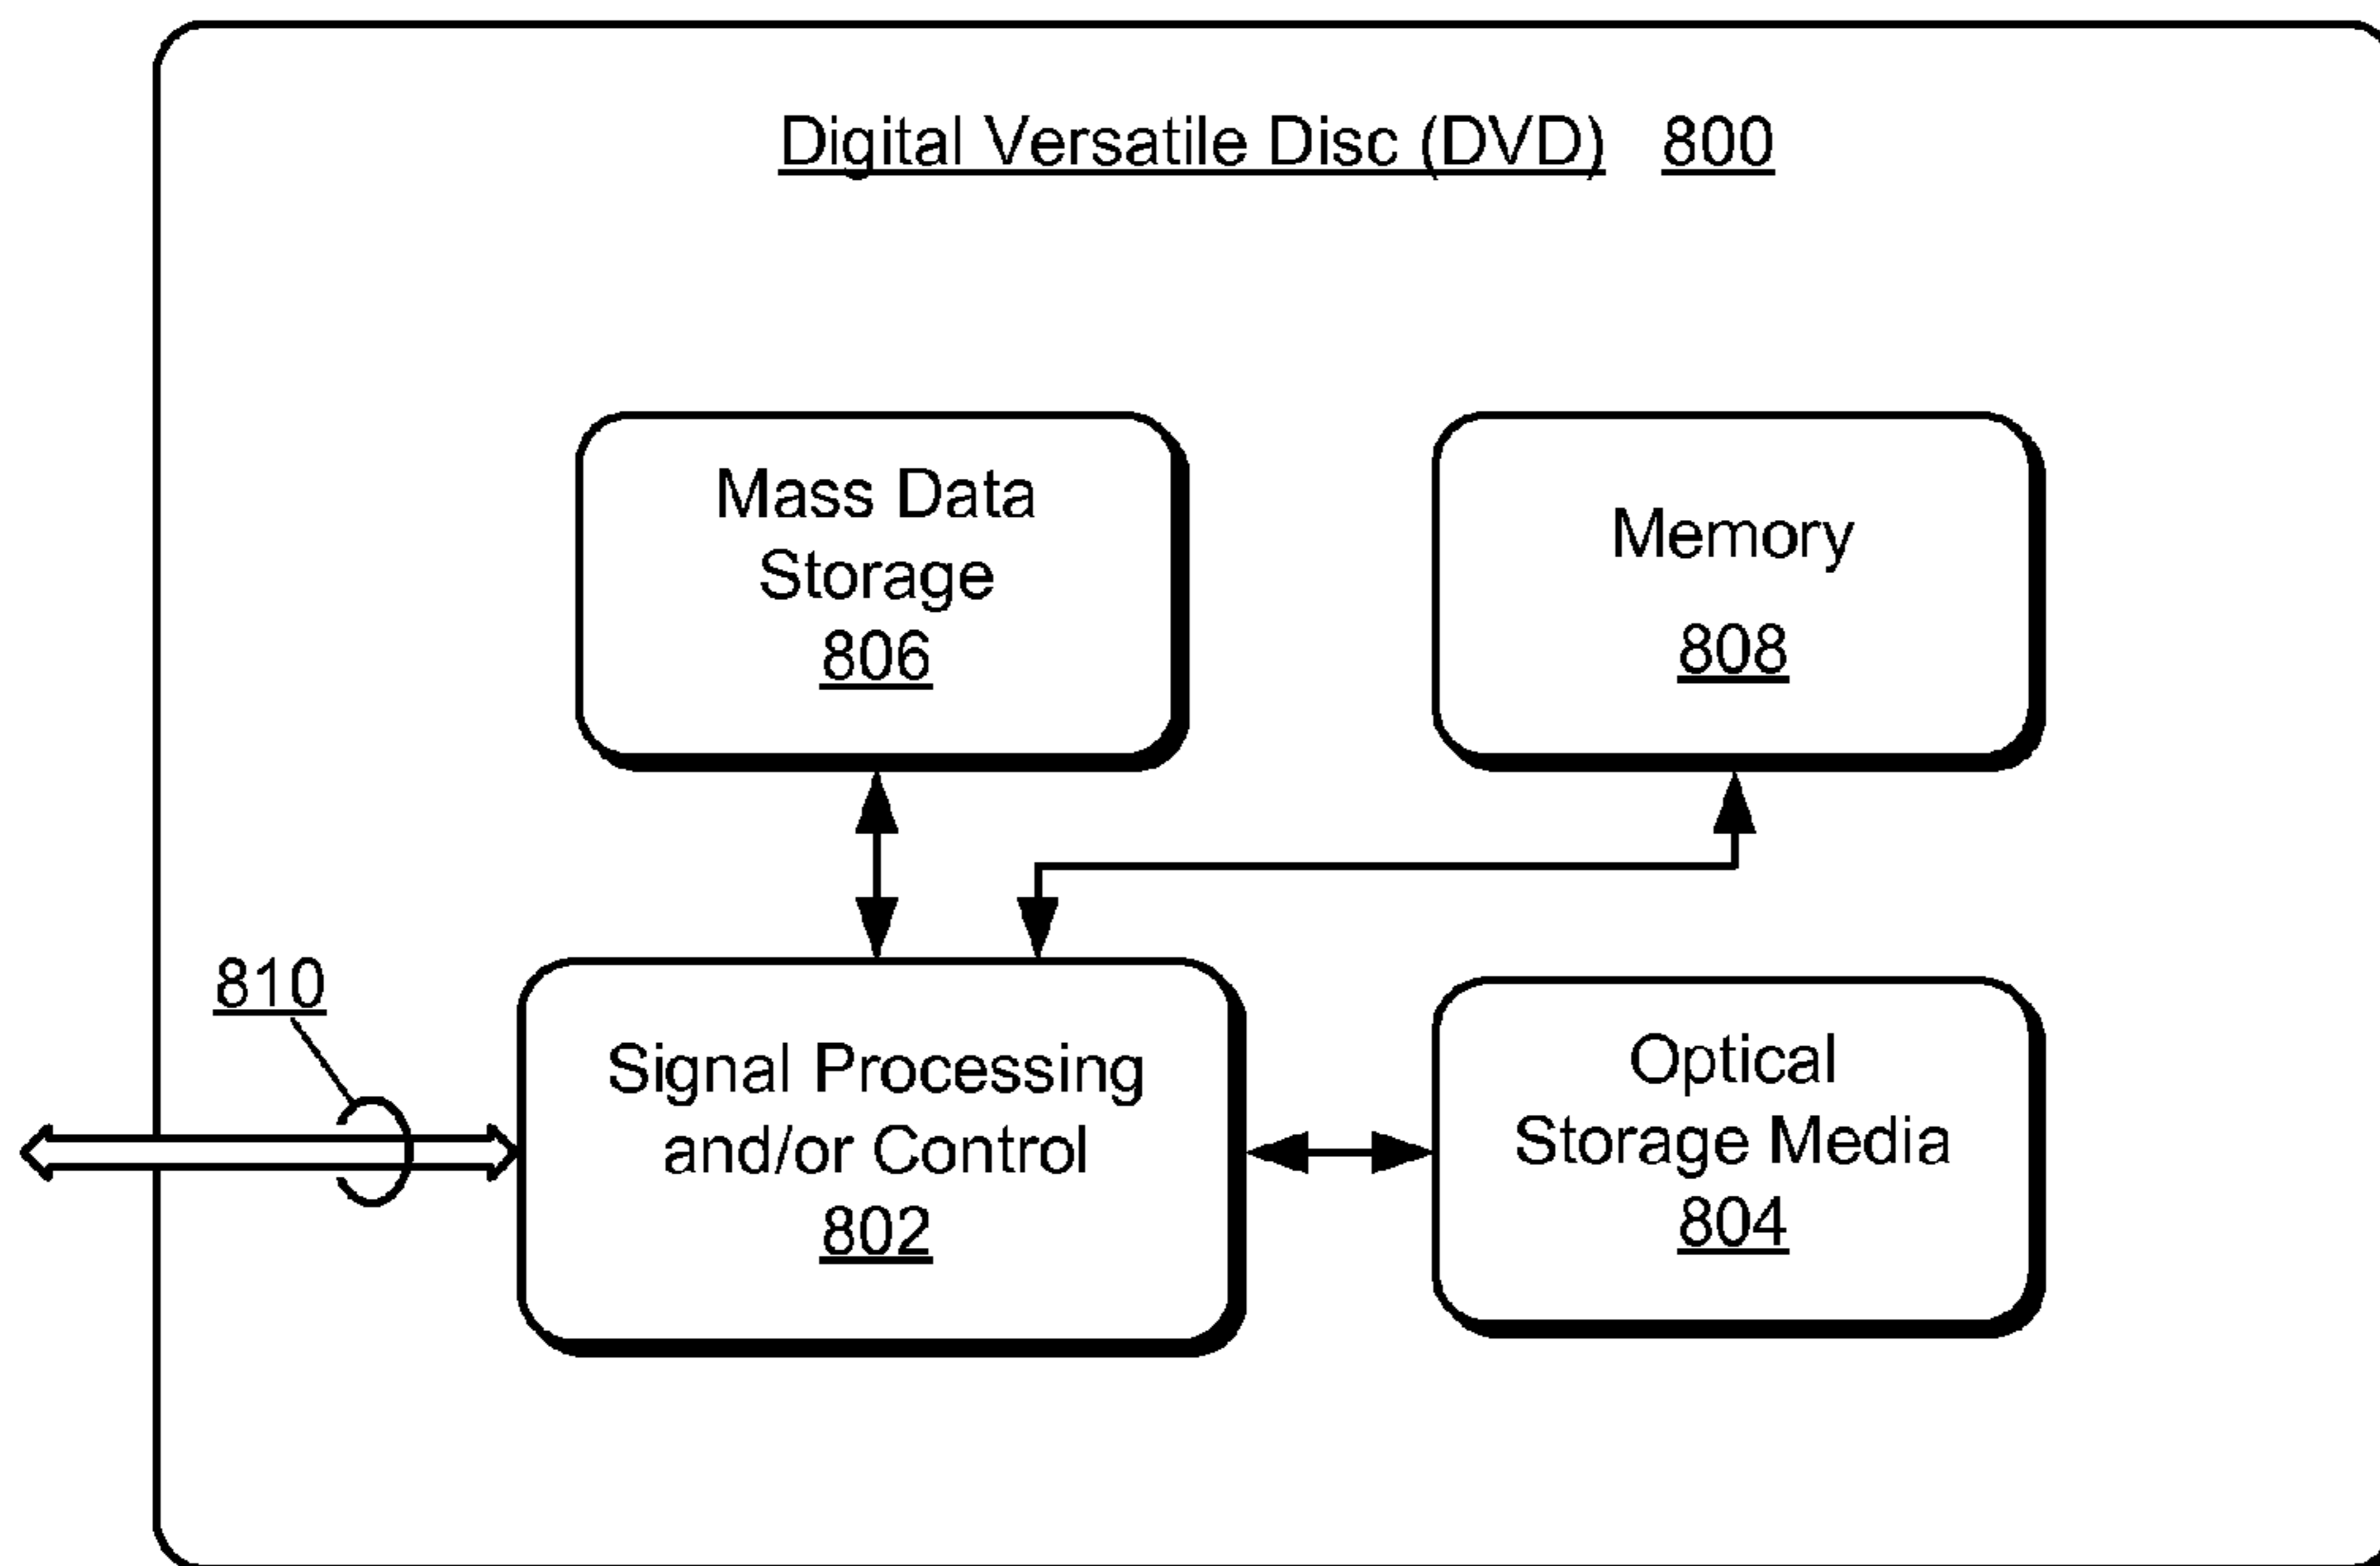 Digital Versatile Disc (DVD) 800
Mass Data
Storage
806
Memory
808
810
Signal Processing
and/or Control
802
Optical
Storage Media
804